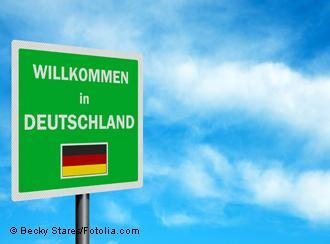 WILLKOMMEN
in
DEUTSCHLAND
© Becky Stares/Fotolia.com